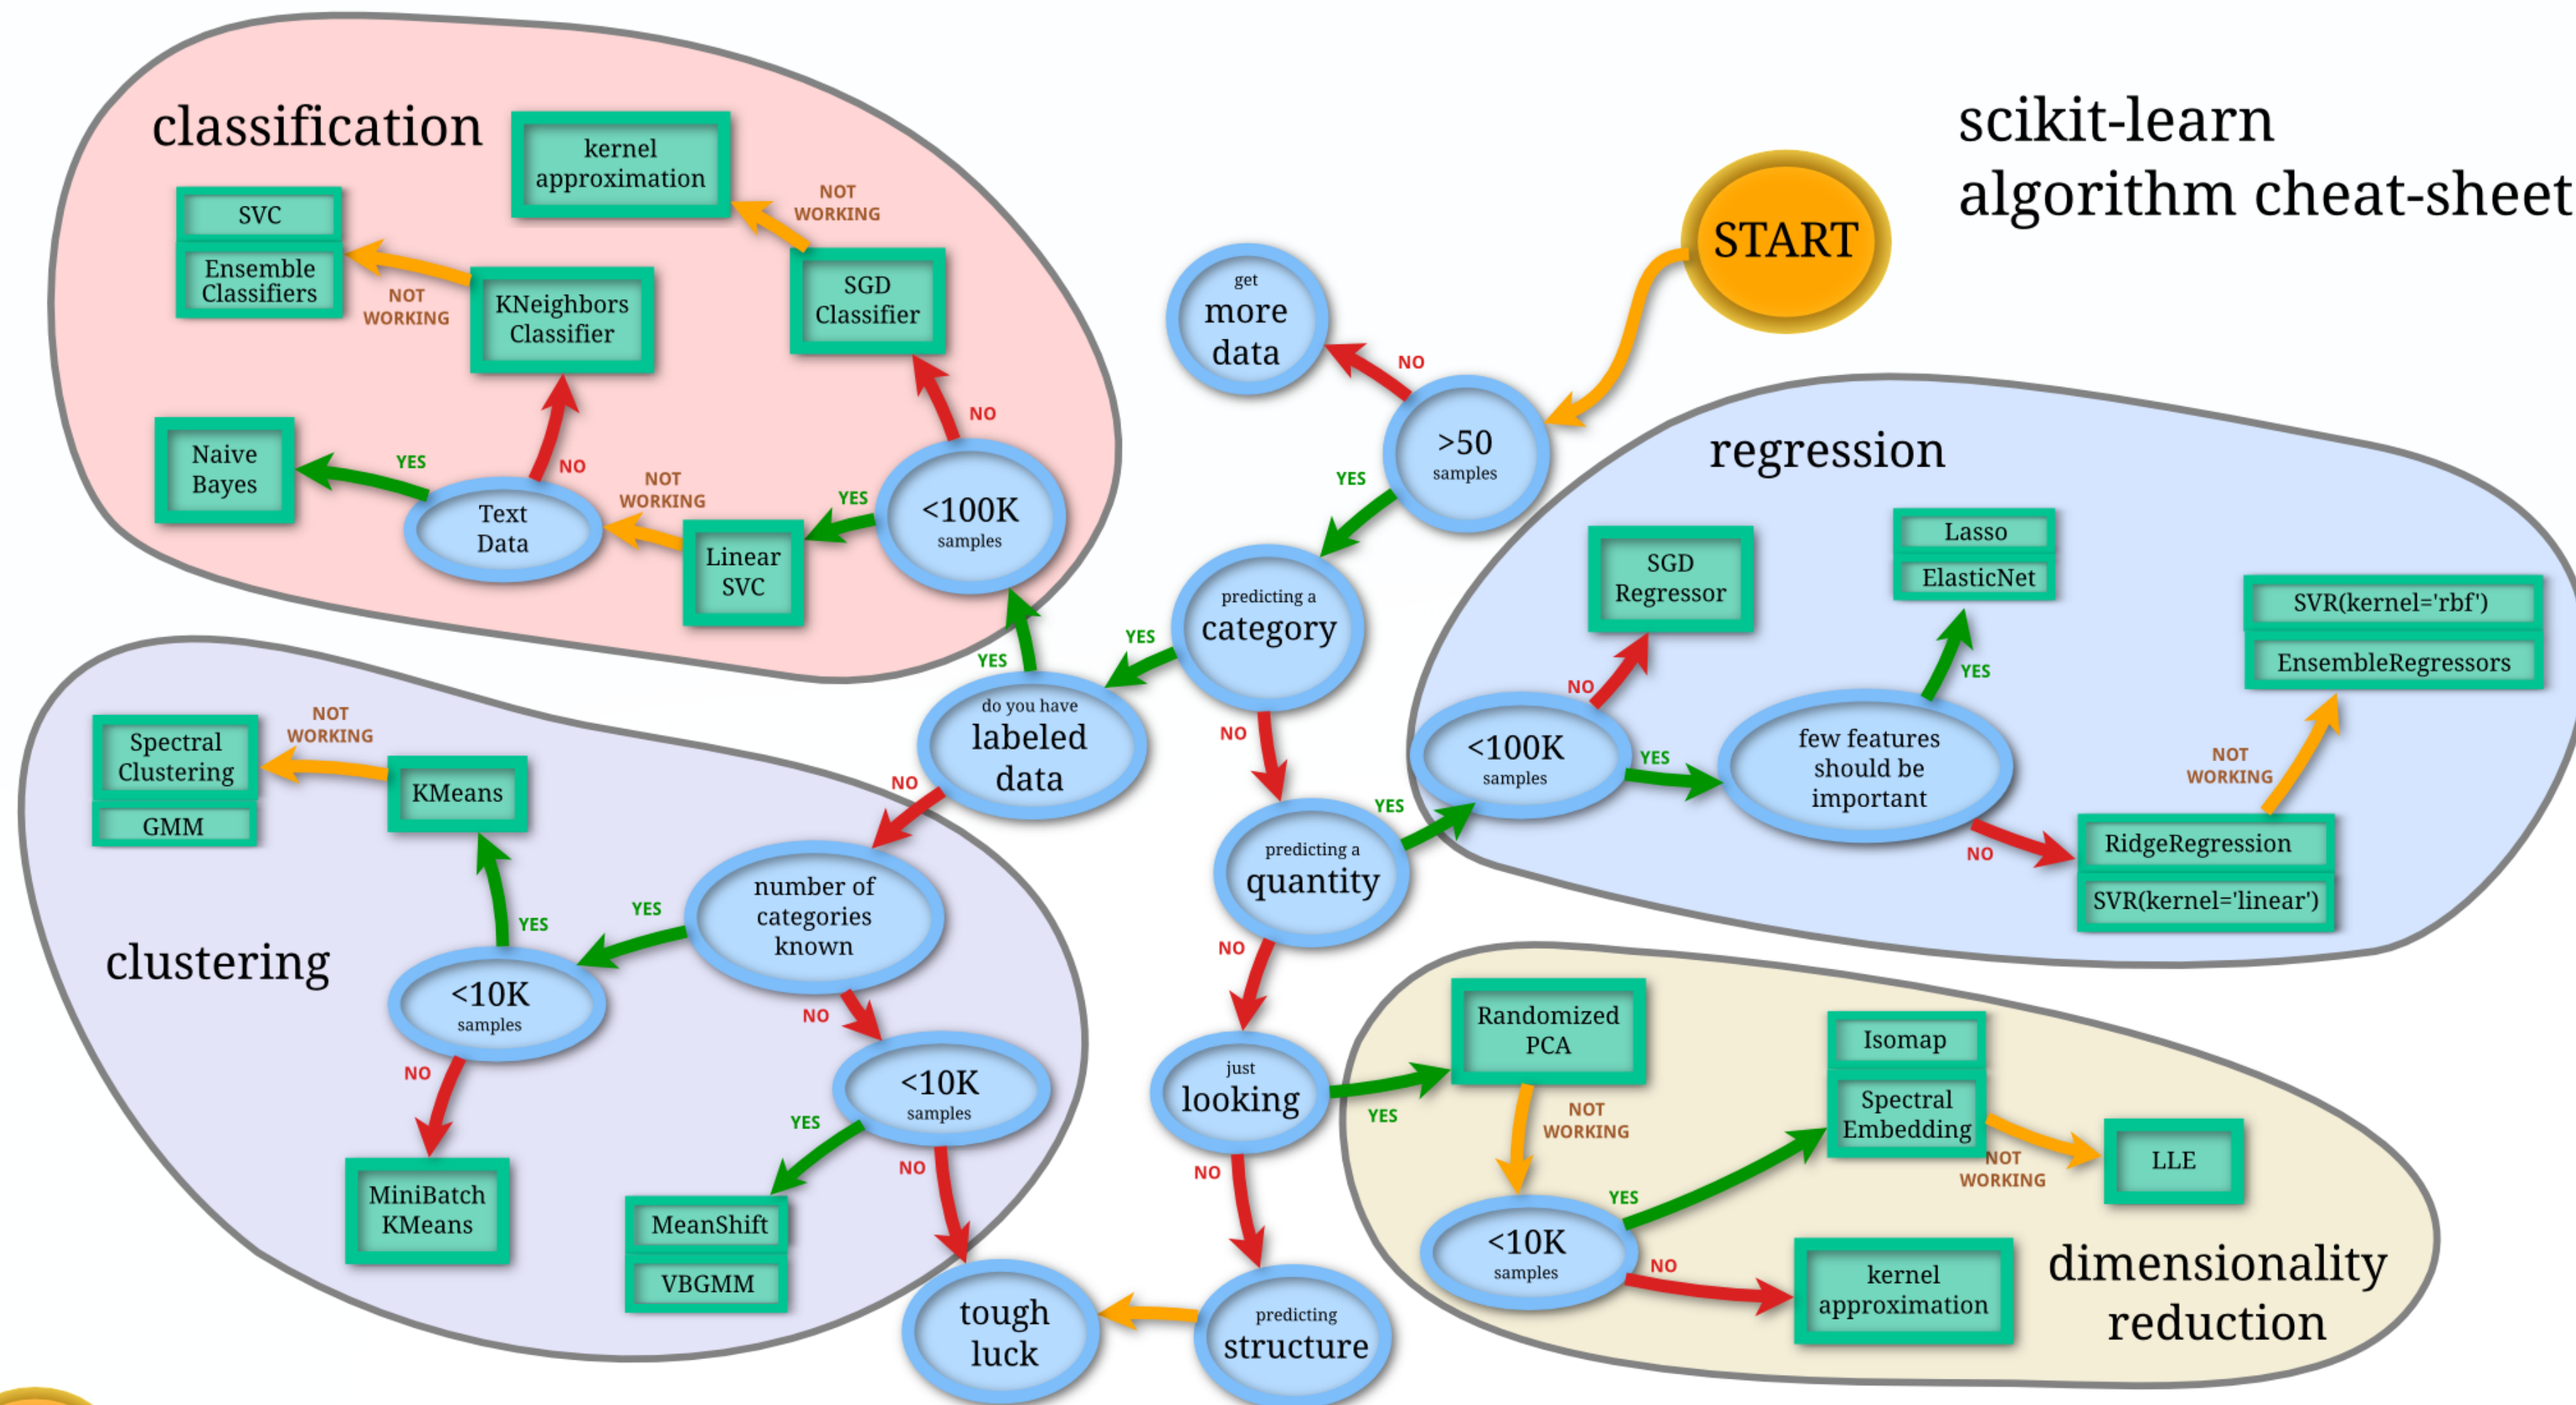 scikit-learn
algorithm cheat-sheet
START
classification
kernel
approximation
NOT
WORKING
SVC
Ensemble
Classifiers
NOT
WORKING
KNeighbors
Classifier
SGD
Classifier
NO
Naive
Bayes
YES
Text
Data
NO
NOT
WORKING
Linear
SVC
YES
<100K
samples
YES
get
more
data
NO
>50
samples
YES
predicting a
category
YES
do you have
labeled
data
NO
NO
predicting a
quantity
YES
NO
just
looking
YES
NO
predicting
structure
tough
luck
regression
SGD
Regressor
NO
<100K
samples
YES
few features
should be
important
YES
Lasso
ElasticNet
NO
RidgeRegression
SVR(kernel='linear')
NOT
WORKING
SVR(kernel='rbf')
EnsembleRegressors
clustering
Spectral
Clustering
GMM
NOT
WORKING
KMeans
YES
<10K
samples
YES
number of
categories
known
NO
NO
MiniBatch
KMeans
<10K
samples
YES
NO
MeanShift
VBGMM
dimensionality
reduction
Randomized
PCA
NOT
WORKING
<10K
samples
YES
Isomap
Spectral
Embedding
NOT
WORKING
LLE
NO
kernel
approximation